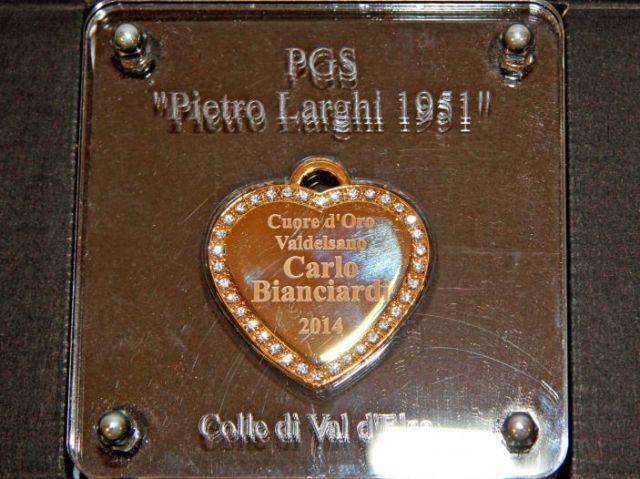 PGS
"Pietro Larghi 1951"
Cuore d'Oro
Valdelsano
Carlo
Bianciardi
2014
Colle di Val d'Elsa